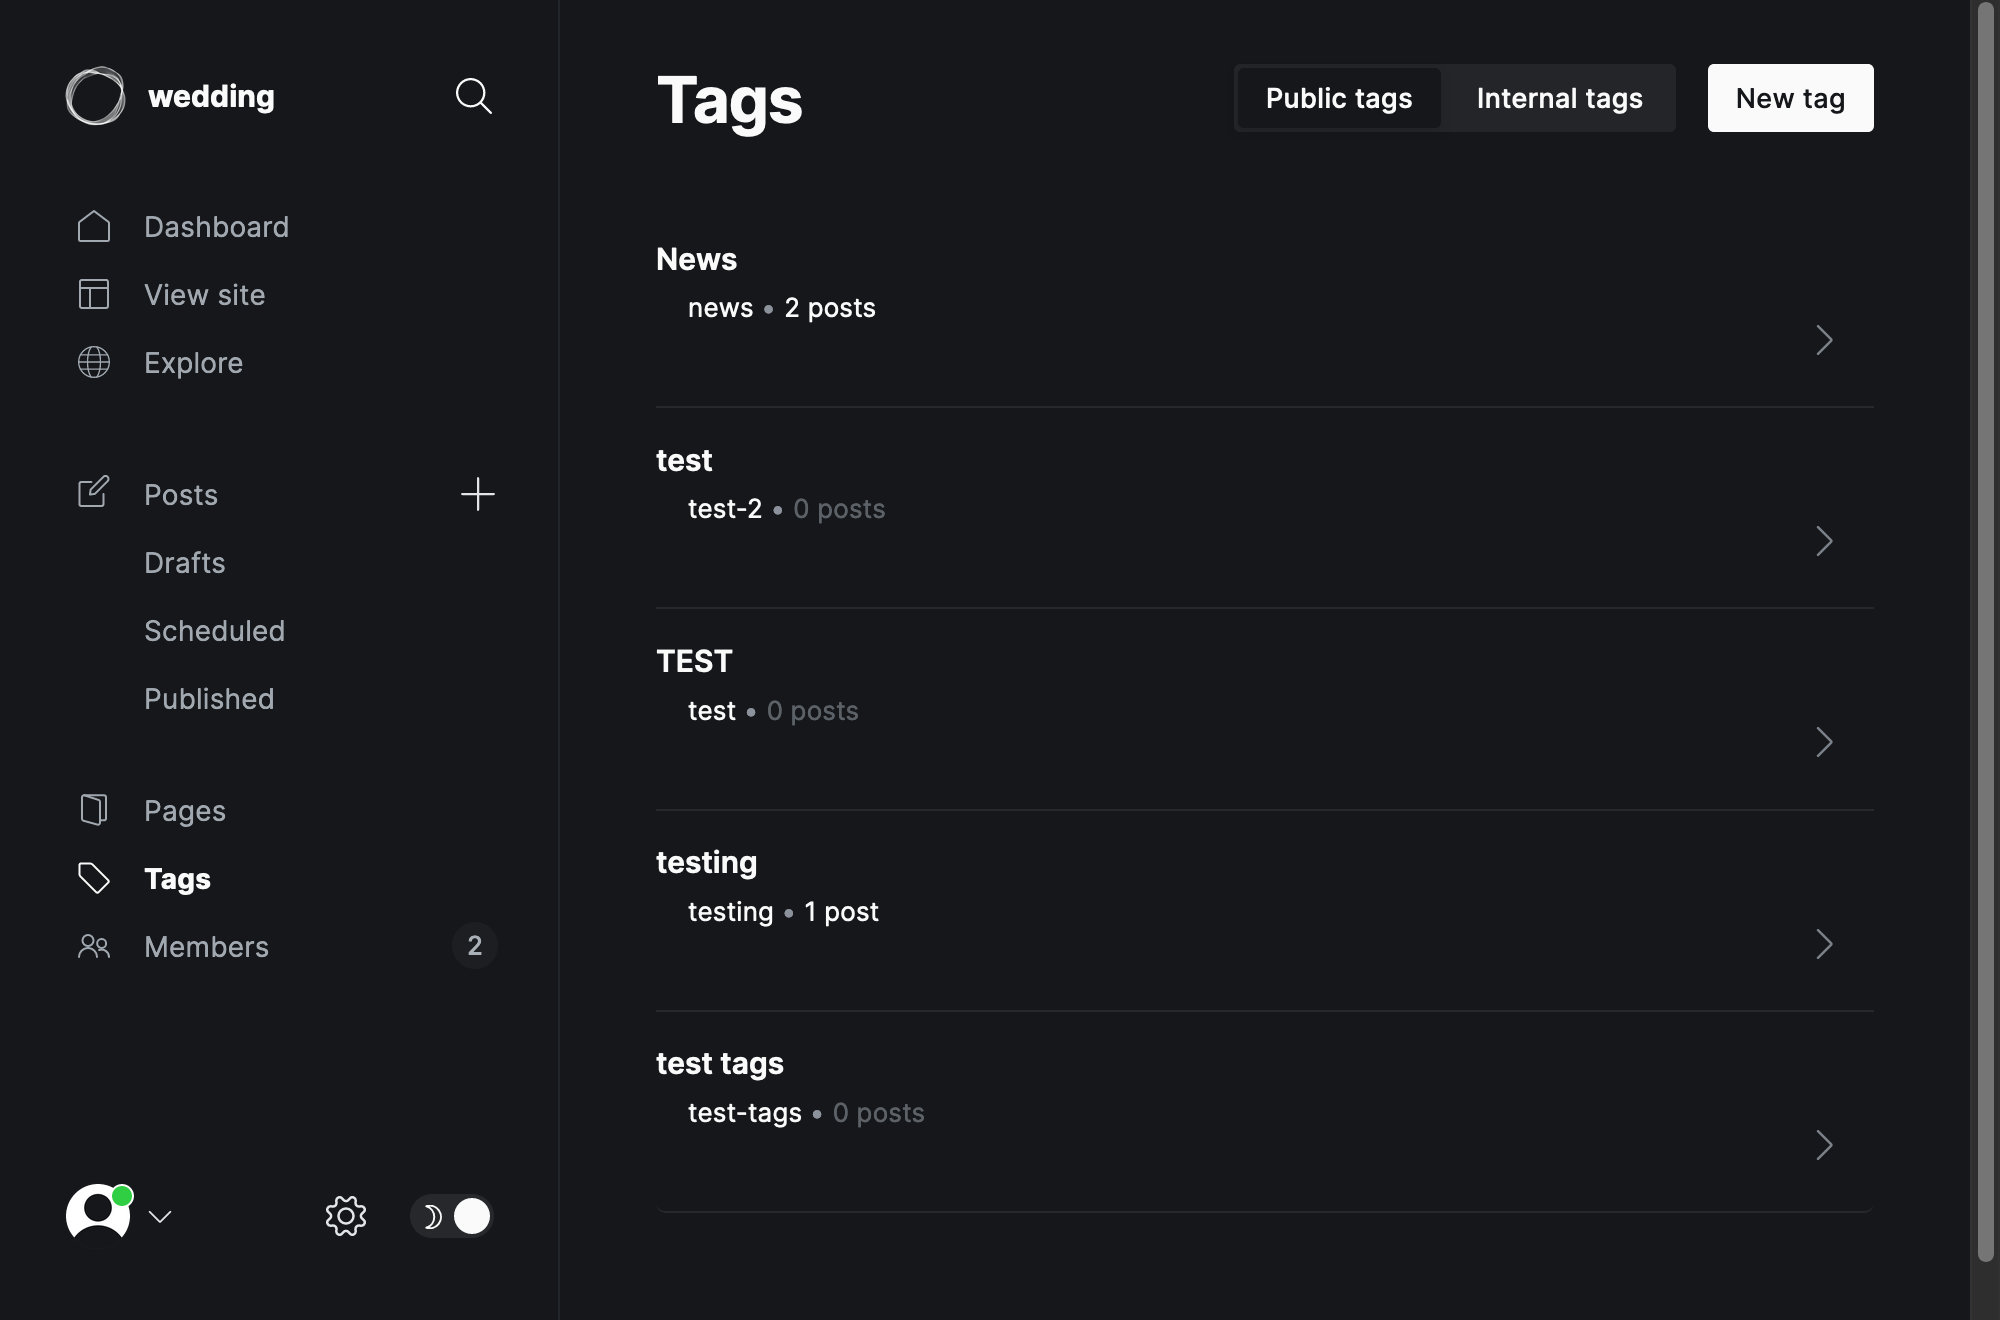 wedding
Dashboard
View site
Explore
Posts
Drafts
Scheduled
Published
Pages
Tags
Members 2
Tags
Public tags Internal tags New tag
News
news • 2 posts
test
test-2 • 0 posts
TEST
test • 0 posts
testing
testing • 1 post
test tags
test-tags • 0 posts